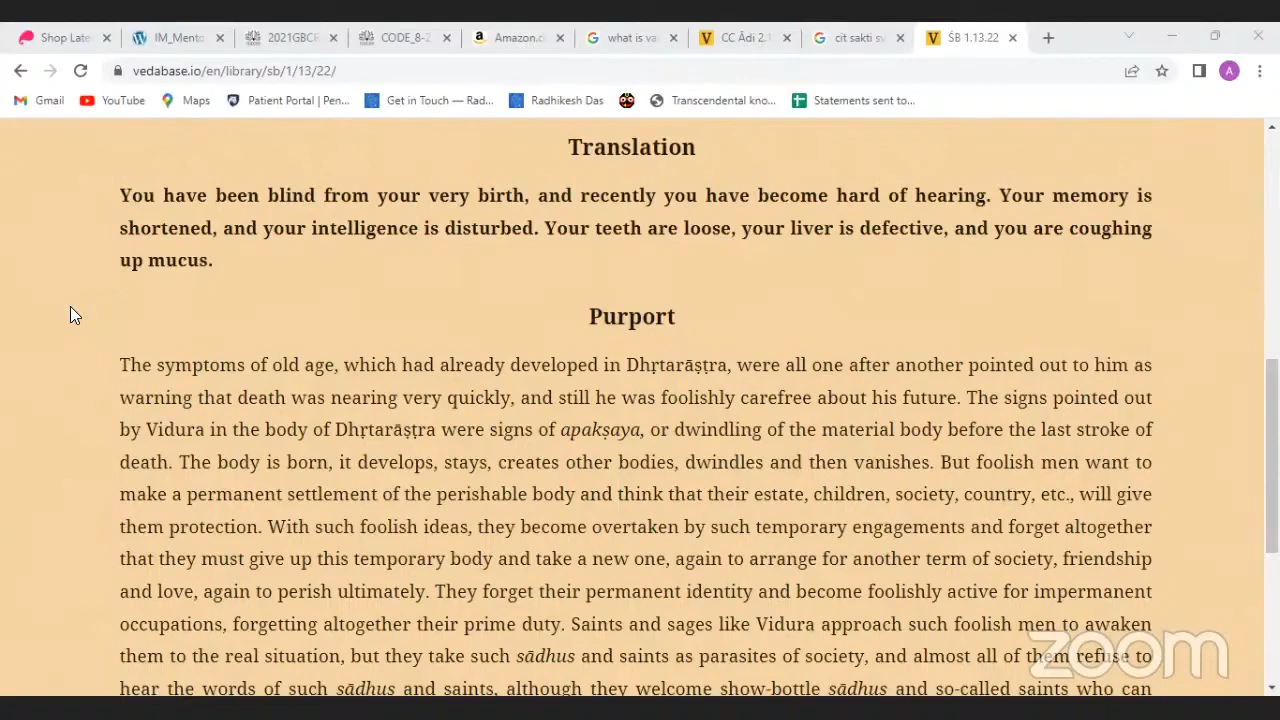 Shop Late
IM_Mento
2021GBCF
CODE_8-2
Amazon.c
what is va
CC Ādi 2.1
cit sakti sv
ŚB 1.13.22
vedabase.io/en/library/sb/1/13/22/
A
Gmail
YouTube
Maps
Patient Portal | Pen...
Get in Touch — Rad...
Radhikesh Das
Transcendental kno...
Statements sent to...
Translation
You have been blind from your very birth, and recently you have become hard of hearing. Your memory is
shortened, and your intelligence is disturbed. Your teeth are loose, your liver is defective, and you are coughing
up mucus.
Purport
The symptoms of old age, which had already developed in Dhṛtarāṣṭra, were all one after another pointed out to him as
warning that death was nearing very quickly, and still he was foolishly carefree about his future. The signs pointed out
by Vidura in the body of Dhṛtarāṣṭra were signs of apakṣaya, or dwindling of the material body before the last stroke of
death. The body is born, it develops, stays, creates other bodies, dwindles and then vanishes. But foolish men want to
make a permanent settlement of the perishable body and think that their estate, children, society, country, etc., will give
them protection. With such foolish ideas, they become overtaken by such temporary engagements and forget altogether
that they must give up this temporary body and take a new one, again to arrange for another term of society, friendship
and love, again to perish ultimately. They forget their permanent identity and become foolishly active for impermanent
occupations, forgetting altogether their prime duty. Saints and sages like Vidura approach such foolish men to awaken
them to the real situation, but they take such sādhus and saints as parasites of society, and almost all of them refuse to
hear the words of such sādhus and saints, although they welcome show-bottle sādhus and so-called saints who can
zoom